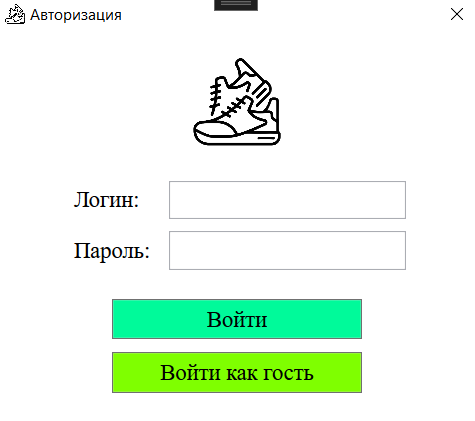 Авторизация
Логин:
Пароль:
Войти
Войти как гость